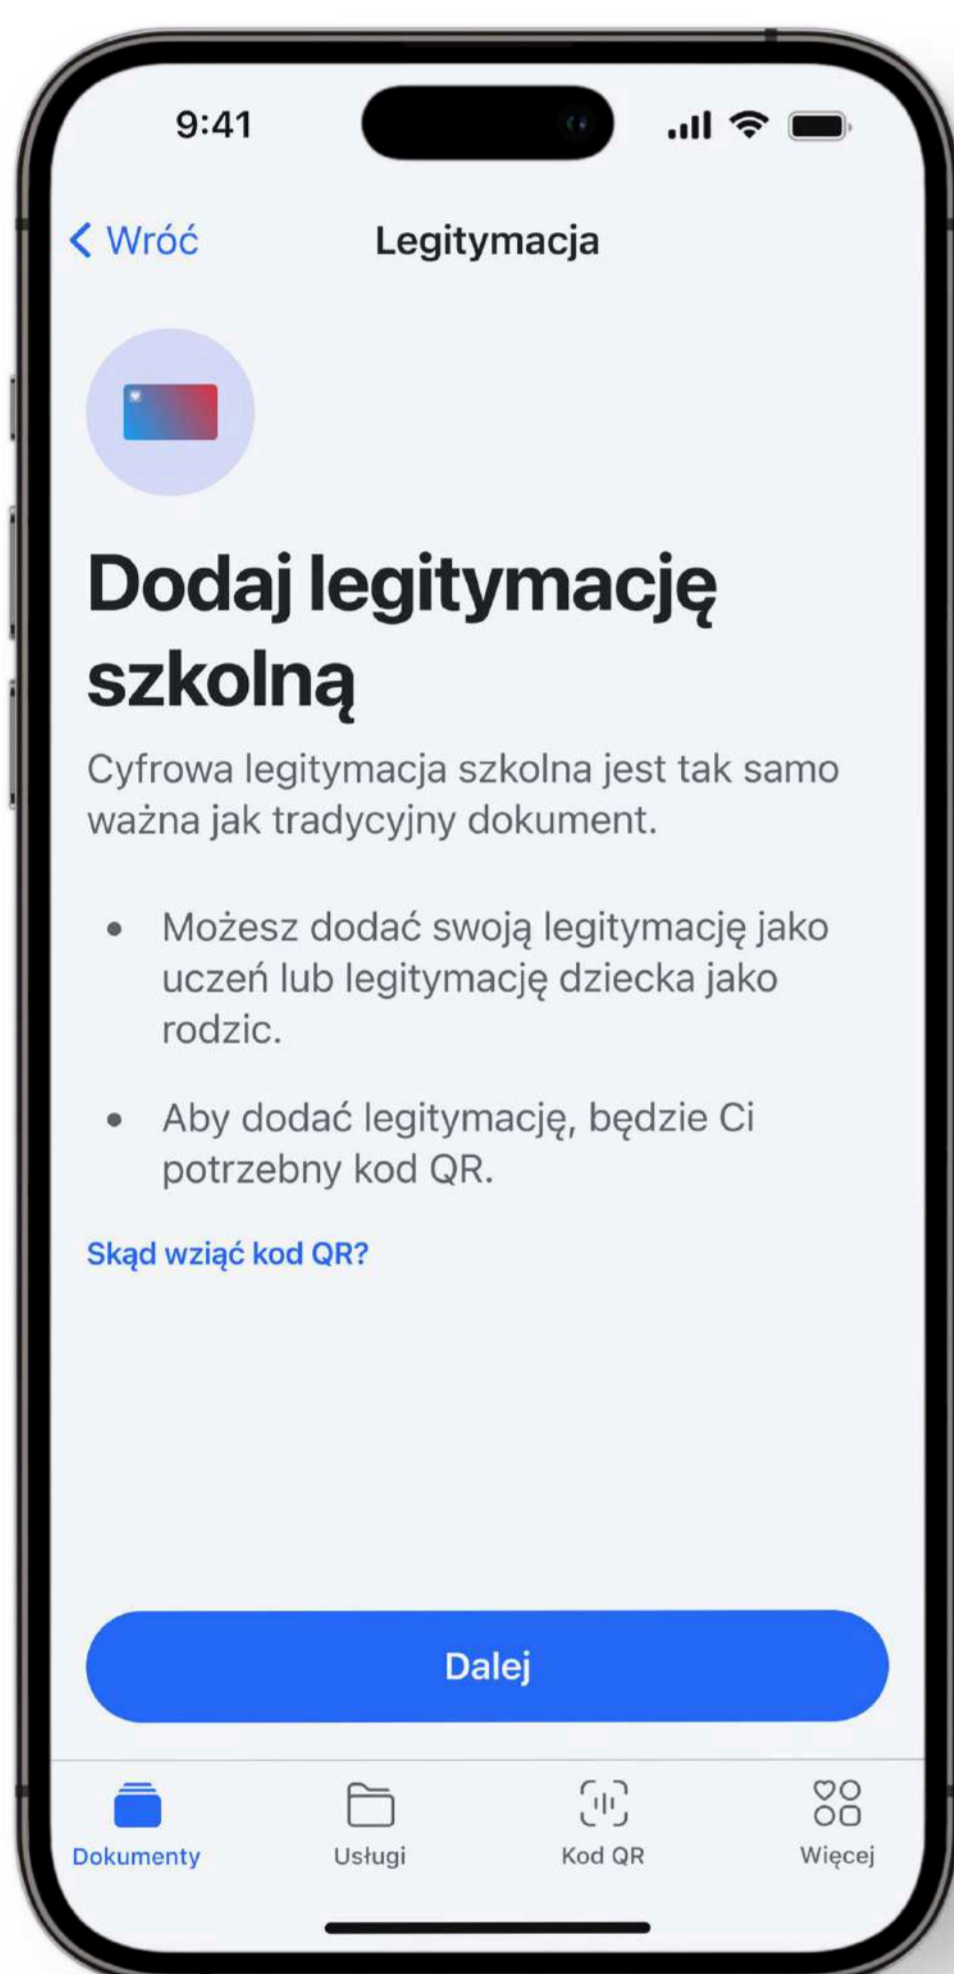 9:41
Wróć
Legitymacja
Dodaj legitymację
szkolną
Cyfrowa legitymacja szkolna jest tak samo
ważna jak tradycyjny dokument.
• Możesz dodać swoją legitymację jako
uczeń lub legitymację dziecka jako
rodzic.
• Aby dodać legitymację, będzie Ci
potrzebny kod QR.
Skąd wziąć kod QR?
Dalej
Dokumenty
Usługi
Kod QR
Więcej